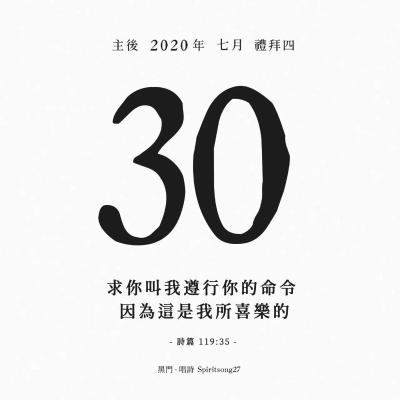 主後 2020年 七月 禮拜四
30
求你叫我遵行你的命令
因為這是我所喜樂的
- 詩篇 119:35 -
黑門·唱詩 Spiritsong27